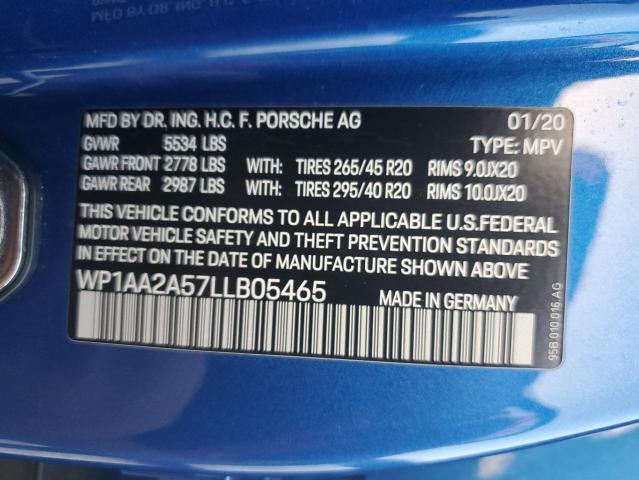 MFD BY DR. ING. H.C. F. PORSCHE AG 01/20
GVWR 5534 LBS TYPE: MPV
GAWR FRONT 2778 LBS WITH: TIRES 265/45 R20 RIMS 9.0JX20
GAWR REAR 2987 LBS WITH: TIRES 295/40 R20 RIMS 10.0JX20
THIS VEHICLE CONFORMS TO ALL APPLICABLE U.S.FEDERAL
MOTOR VEHICLE SAFETY AND THEFT PREVENTION STANDARDS
IN EFFECT ON THE DATE OF MANUFACTURE SHOWN ABOVE
WP1AA2A57LLB05465 MADE IN GERMANY
95B.010.016.AG